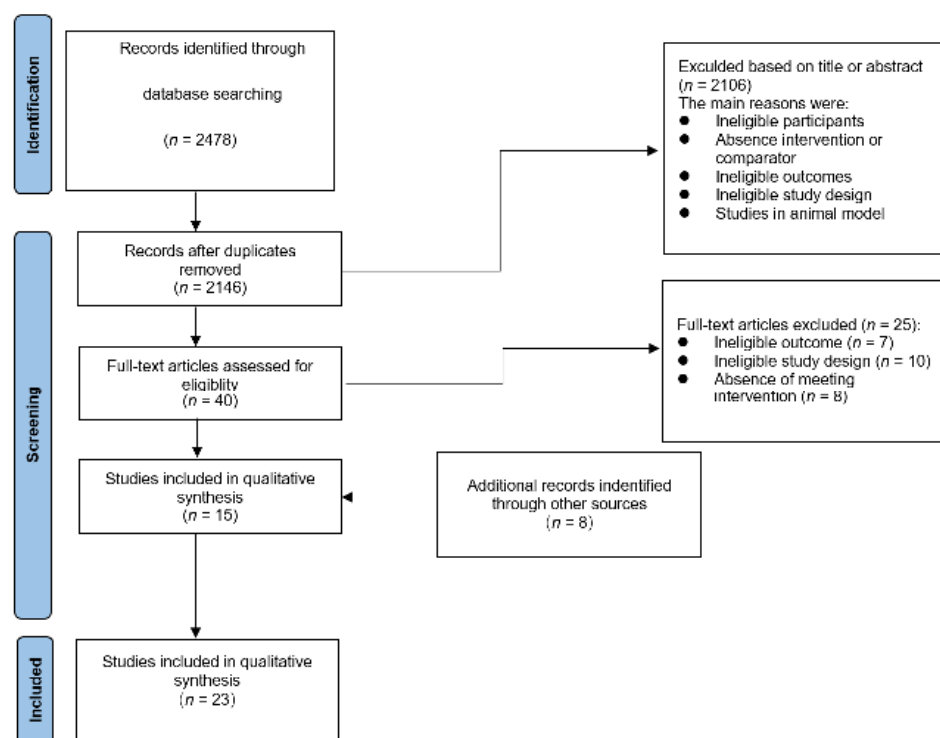 Identification
Records identified through
database searching
(n = 2478)
Exculded based on title or abstract
(n = 2106)
The main reasons were:
● Ineligible participants
● Absence intervention or
comparator
● Ineligible outcomes
● Ineligible study design
● Studies in animal model
Screening
Records after duplicates
removed
(n = 2146)
Full-text articles assessed for
eligiblity
(n = 40)
Full-text articles excluded (n = 25):
● Ineligible outcome (n = 7)
● Ineligible study design (n = 10)
● Absence of meeting
intervention (n = 8)
Studies included in qualitative
synthesis
(n = 15)
Additional records indentified
through other sources
(n = 8)
Included
Studies included in qualitative
synthesis
(n = 23)